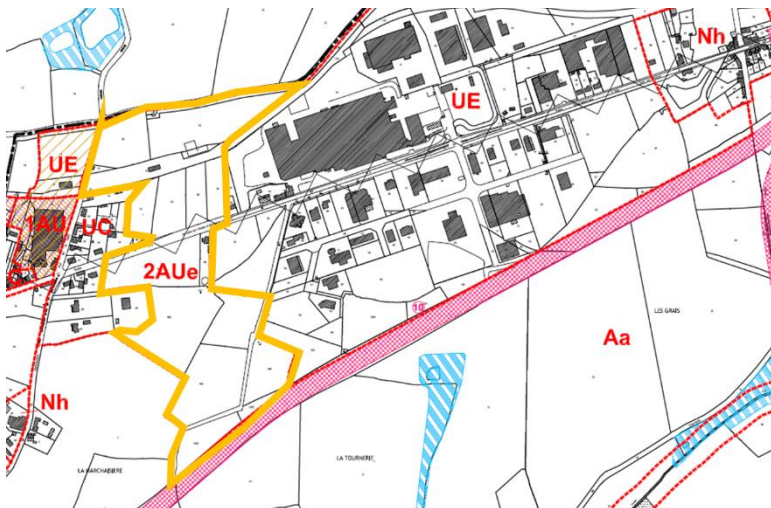 Nh
UE
UE
1AU
UC
2AUe
10
LES GRAIS
Aa
Nh
LA MARCHAISIERE
LA TOURNERIE